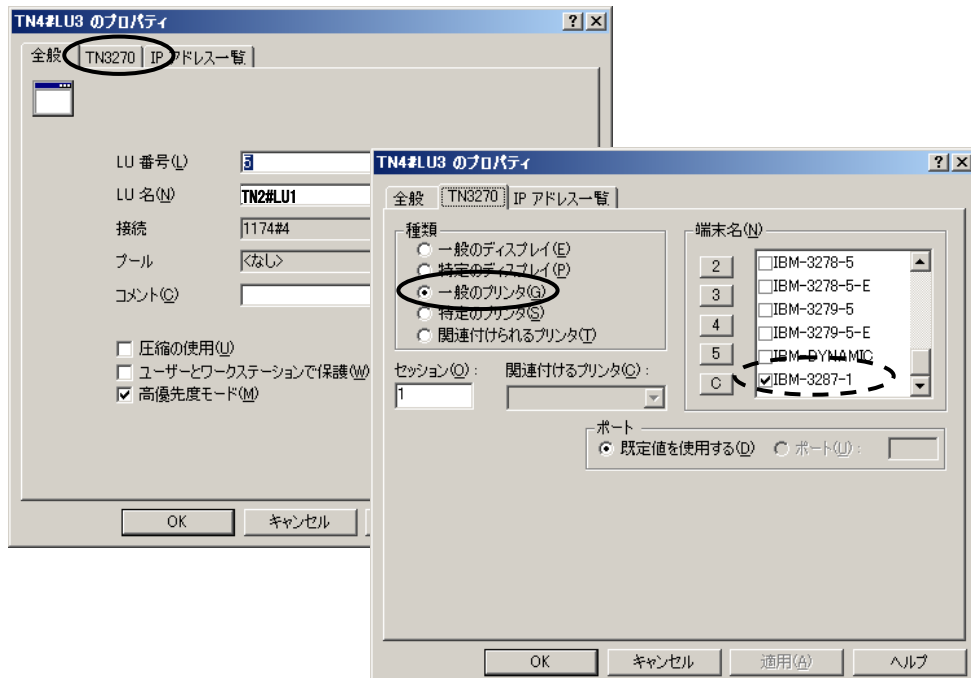 TN4#LU3 のプロパティ
全般 TN3270 IP アドレス一覧
LU 番号(L) 5
LU 名(N) TN2#LU1
接続 1174#4
プール <なし>
コメント(C)
圧縮の使用(U)
ユーザーとワークステーションで保護(W)
高優先度モード(M)
OK キャンセル
TN4#LU3 のプロパティ
全般 TN3270 IP アドレス一覧
種類
一般のディスプレイ(E)
特定のディスプレイ(P)
一般のプリンタ(G)
特定のプリンタ(S)
関連付けられるプリンタ(T)
端末名(N)
2 IBM-3278-5
IBM-3278-5-E
3 IBM-3279-5
4 IBM-3279-5-E
5 IBM-DYNAMIC
C IBM-3287-1
セッション(O): 関連付けるプリンタ(C):
1
ポート
既定値を使用する(D) ポート(U):
OK キャンセル 適用(A) ヘルプ